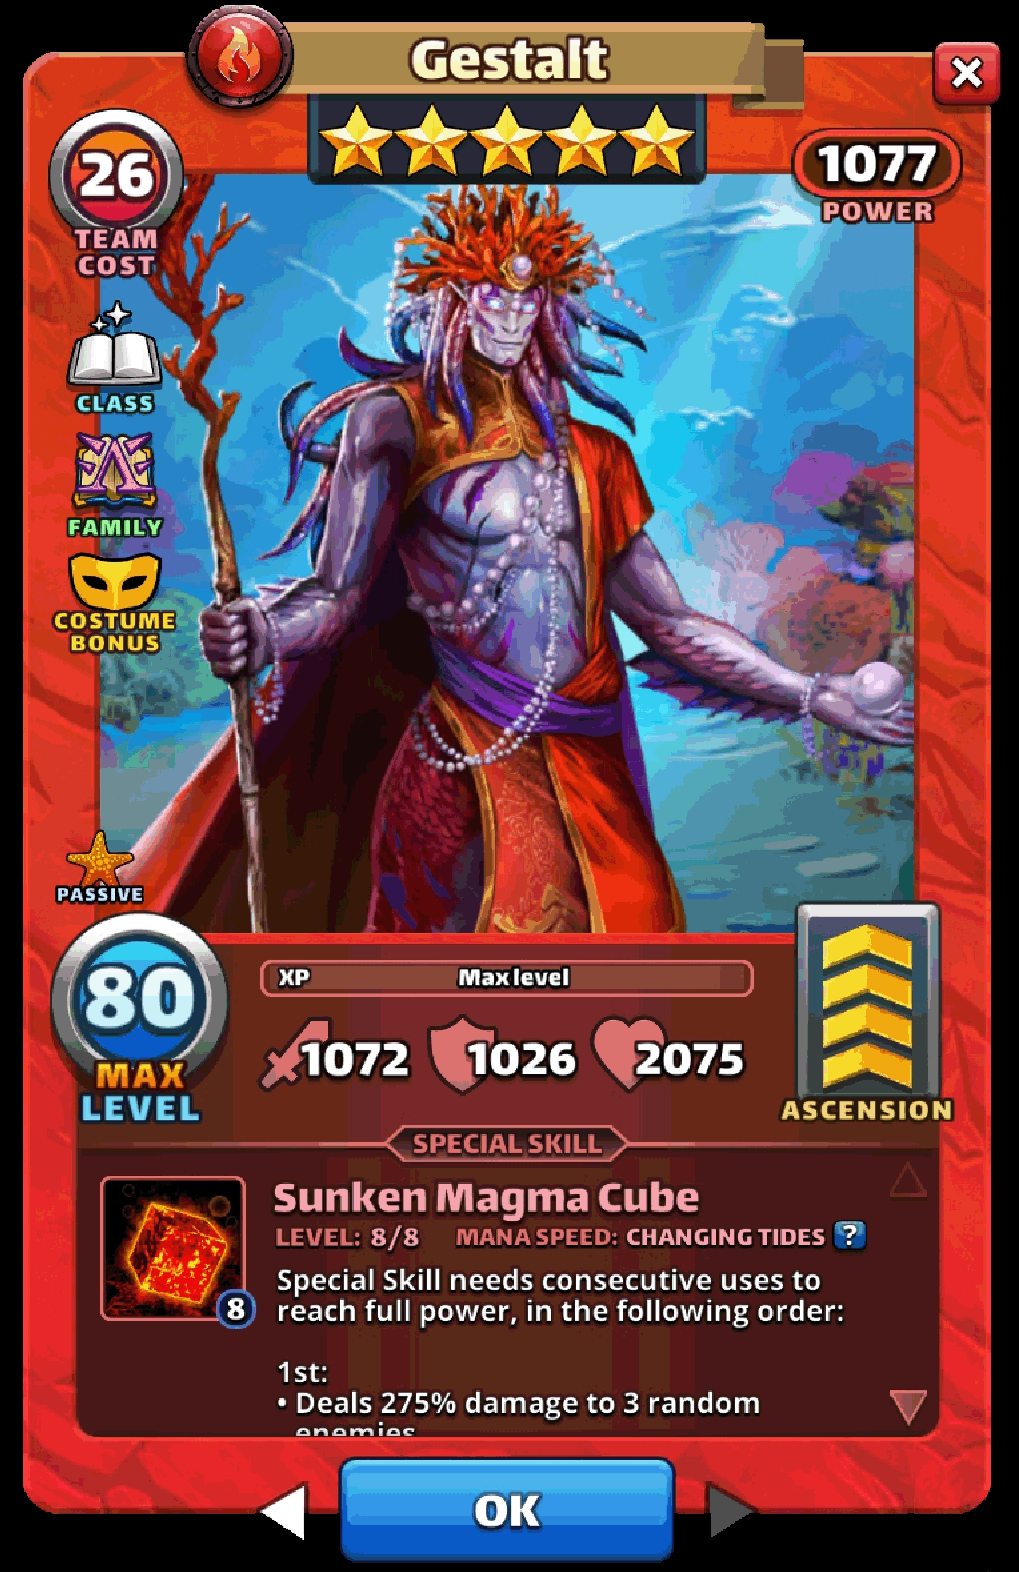 Gestalt
26
TEAM
COST
1077
POWER
CLASS
FAMILY
COSTUME
BONUS
PASSIVE
80
MAX
LEVEL
XP Max level
1072 1026 2075
ASCENSION
SPECIAL SKILL
Sunken Magma Cube
LEVEL: 8/8 MANA SPEED: CHANGING TIDES ?
8
Special Skill needs consecutive uses to
reach full power, in the following order:
1st:
• Deals 275% damage to 3 random
enemies
OK